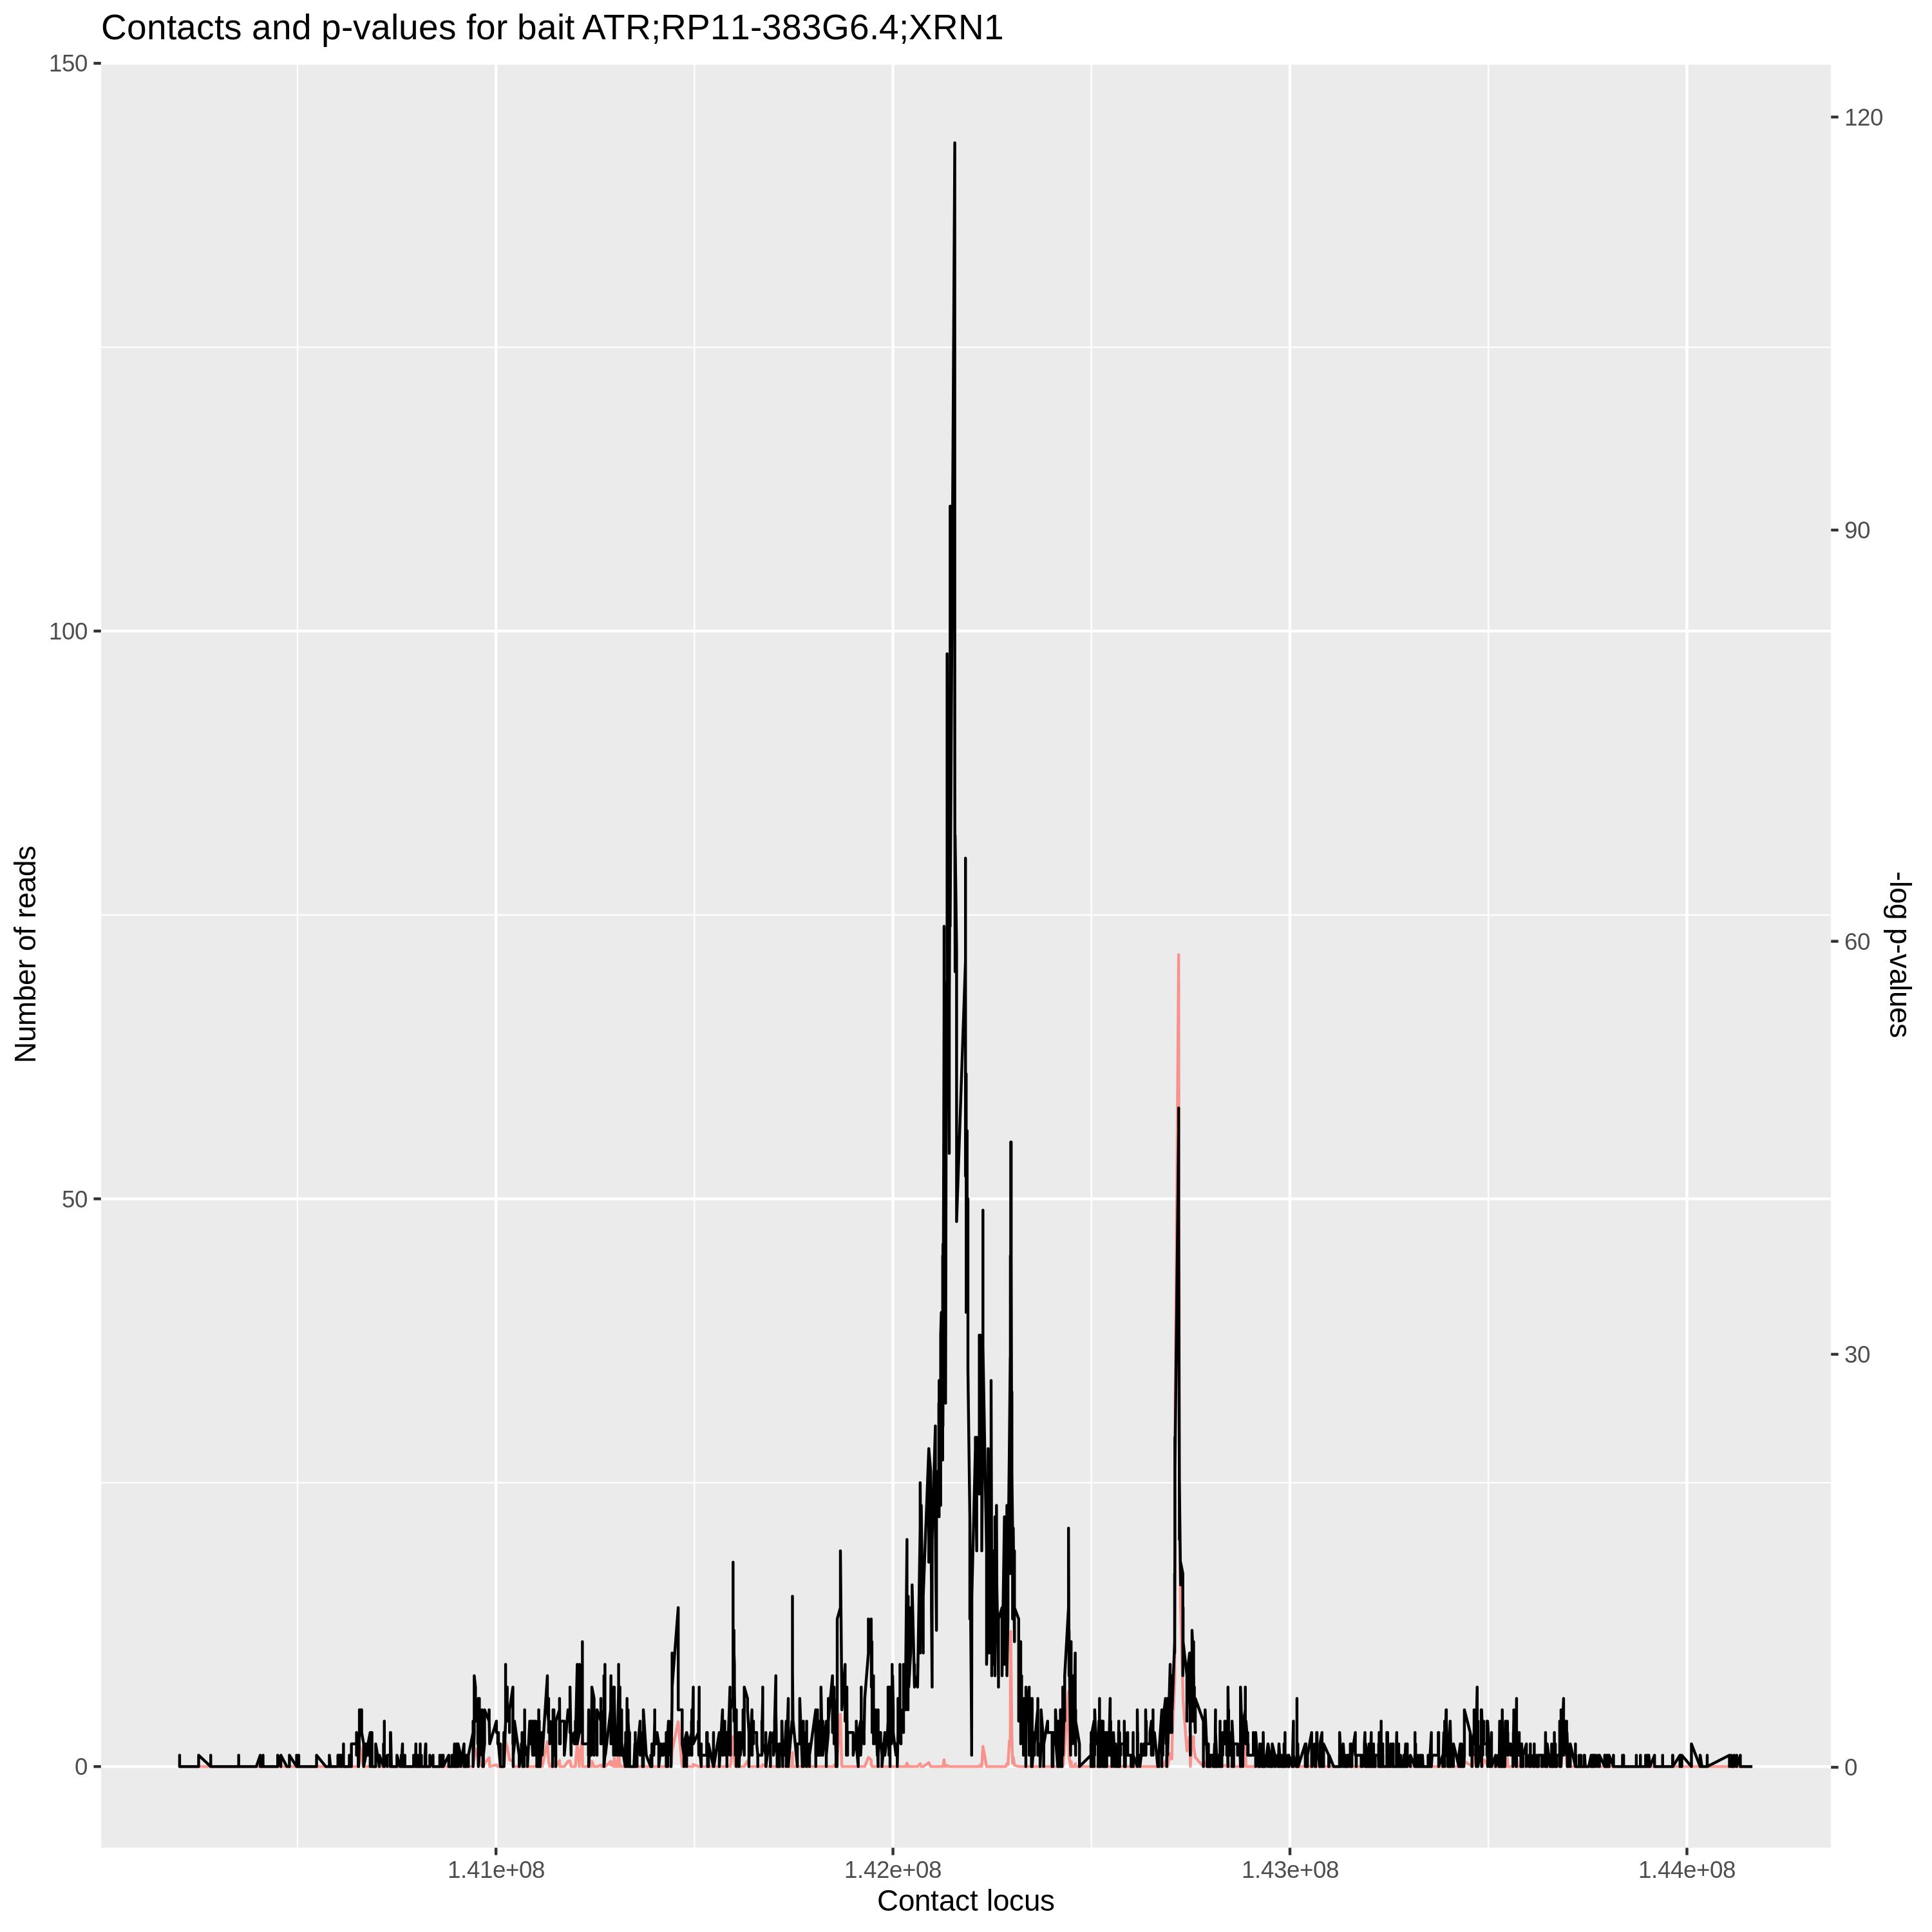 Contacts and p-values for bait ATR;RP11-383G6.4;XRN1
150
100
50
0
Number of reads
120
90
60
30
0
-log p-values
1.41e+08
1.42e+08
1.43e+08
1.44e+08
Contact locus